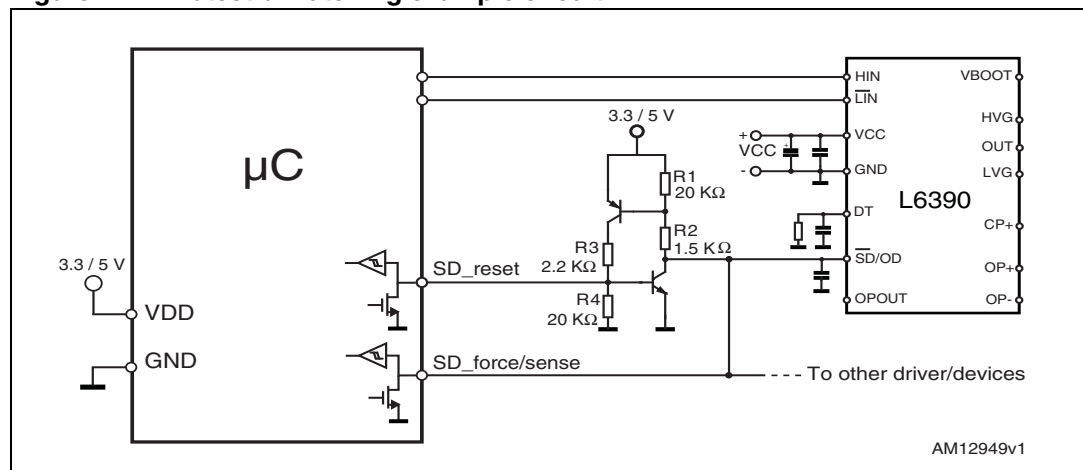 3.3 / 5 V
µC
3.3 / 5 V
VDD
GND
SD_reset
SD_force/sense
R1
20 KΩ
R2
1.5 KΩ
R3
2.2 KΩ
R4
20 KΩ
+
VCC
-
HIN
LIN
VCC
GND
DT
SD/OD
OPOUT
L6390
VBOOT
HVG
OUT
LVG
CP+
OP+
OP-
To other driver/devices
AM12949v1